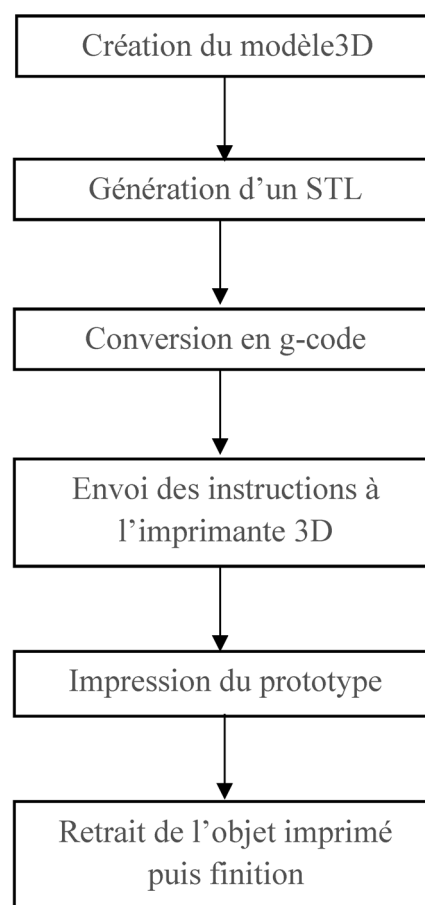 Création du modèle3D
Génération d’un STL
Conversion en g-code
Envoi des instructions à
l’imprimante 3D
Impression du prototype
Retrait de l’objet imprimé
puis finition